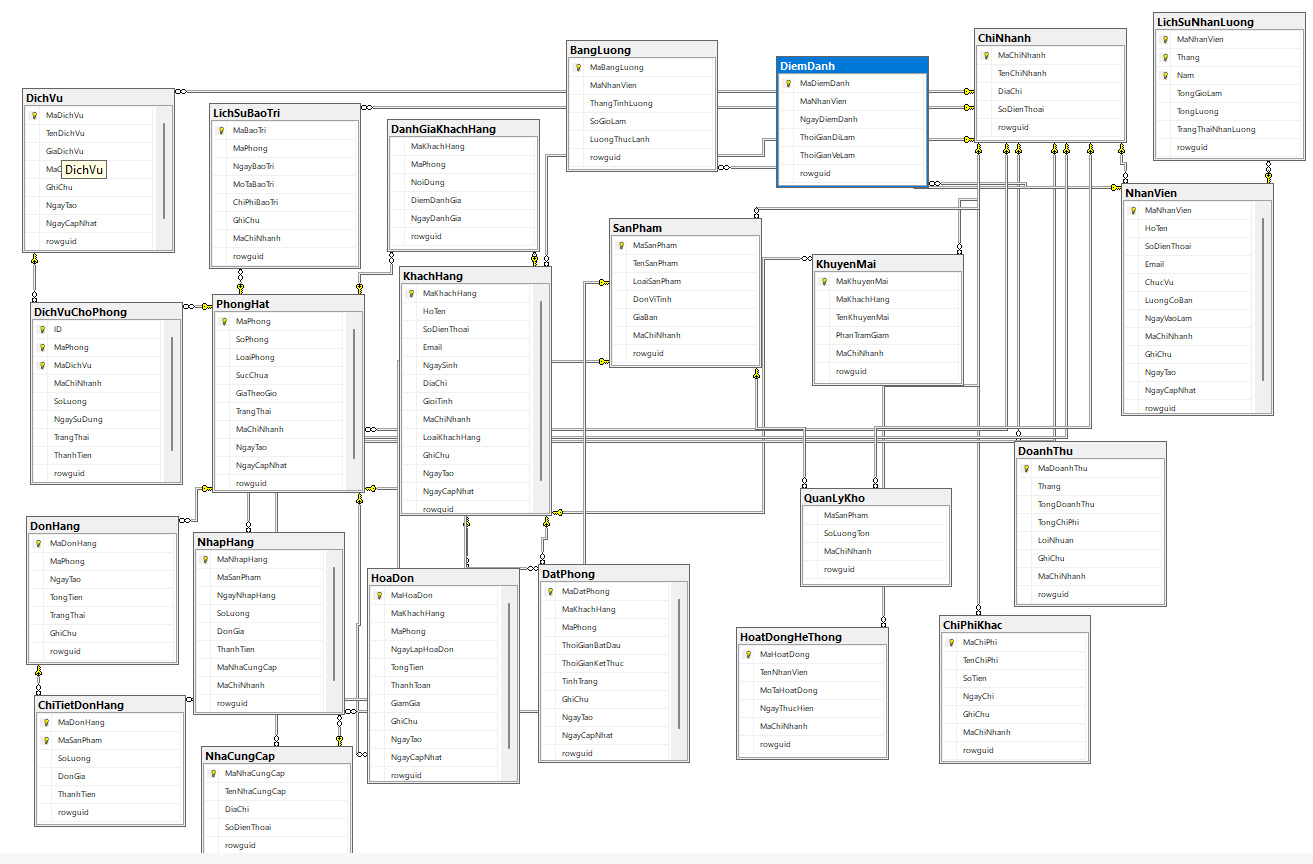 DichVu
MaDichVu
TenDichVu
GiaDichVu
DichVu
GhiChu
NgayTao
NgayCapNhat
rowguid
LichSuBaoTri
MaBaoTri
MaPhong
NgayBaoTri
MoTaBaoTri
ChiPhiBaoTri
GhiChu
MaChiNhanh
rowguid
DanhGiaKhachHang
MaKhachHang
MaPhong
NoiDung
DiemDanhGia
NgayDanhGia
rowguid
BangLuong
MaBangLuong
MaNhanVien
ThangTinhLuong
SoGioLam
LuongThucLanh
rowguid
DiemDanh
MaDiemDanh
MaNhanVien
NgayDiemDanh
ThoiGianDiLam
ThoiGianVeLam
rowguid
ChiNhanh
MaChiNhanh
TenChiNhanh
DiaChi
SoDienThoai
rowguid
LichSuNhanLuong
MaNhanVien
Thang
Nam
TongGioLam
TongLuong
TrangThaiNhanLuong
rowguid
NhanVien
MaNhanVien
HoTen
SoDienThoai
Email
ChucVu
LuongCoBan
NgayVaoLam
MaChiNhanh
GhiChu
NgayTao
NgayCapNhat
rowguid
SanPham
MaSanPham
TenSanPham
LoaiSanPham
DonViTinh
GiaBan
MaChiNhanh
rowguid
KhuyenMai
MaKhuyenMai
MaKhachHang
TenKhuyenMai
PhanTramGiam
MaChiNhanh
rowguid
KhachHang
MaKhachHang
HoTen
SoDienThoai
Email
NgaySinh
DiaChi
GioiTinh
MaChiNhanh
LoaiKhachHang
GhiChu
NgayTao
NgayCapNhat
rowguid
PhongHat
MaPhong
SoPhong
LoaiPhong
SucChua
GiaTheoGio
TrangThai
MaChiNhanh
NgayTao
NgayCapNhat
rowguid
DichVuChoPhong
ID
MaPhong
MaDichVu
MaChiNhanh
SoLuong
NgaySuDung
TrangThai
ThanhTien
rowguid
DonHang
MaDonHang
MaPhong
NgayTao
TongTien
TrangThai
GhiChu
rowguid
NhapHang
MaNhapHang
MaSanPham
NgayNhapHang
SoLuong
DonGia
ThanhTien
MaNhaCungCap
MaChiNhanh
rowguid
HoaDon
MaHoaDon
MaKhachHang
MaPhong
NgayLapHoaDon
TongTien
ThanhToan
GiamGia
GhiChu
NgayTao
NgayCapNhat
rowguid
DatPhong
MaDatPhong
MaKhachHang
MaPhong
ThoiGianBatDau
ThoiGianKetThuc
TinhTrang
GhiChu
NgayTao
NgayCapNhat
rowguid
QuanLyKho
MaSanPham
SoLuongTon
MaChiNhanh
rowguid
DoanhThu
MaDoanhThu
Thang
TongDoanhThu
TongChiPhi
LoiNhuan
GhiChu
MaChiNhanh
rowguid
HoatDongHeThong
MaHoatDong
TenNhanVien
MoTaHoatDong
NgayThucHien
MaChiNhanh
rowguid
ChiPhiKhac
MaChiPhi
TenChiPhi
SoTien
NgayChi
GhiChu
MaChiNhanh
rowguid
ChiTietDonHang
MaDonHang
MaSanPham
SoLuong
DonGia
ThanhTien
rowguid
NhaCungCap
MaNhaCungCap
TenNhaCungCap
DiaChi
SoDienThoai
rowguid